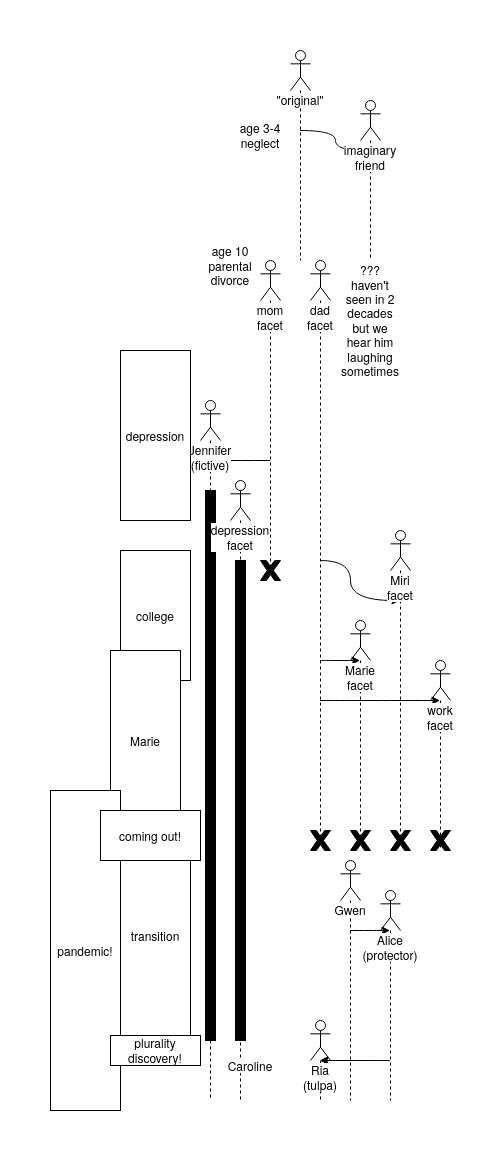 "original"
age 3-4
neglect
imaginary
friend
age 10
parental
divorce
mom
facet
dad
facet
???
haven't
seen in 2
decades
but we
hear him
laughing
sometimes
depression
Jennifer
(fictive)
depression
facet
Miri
facet
college
Marie
facet
work
facet
Marie
coming out!
Gwen
transition
Alice
(protector)
pandemic!
plurality
discovery!
Caroline
Ria
(tulpa)